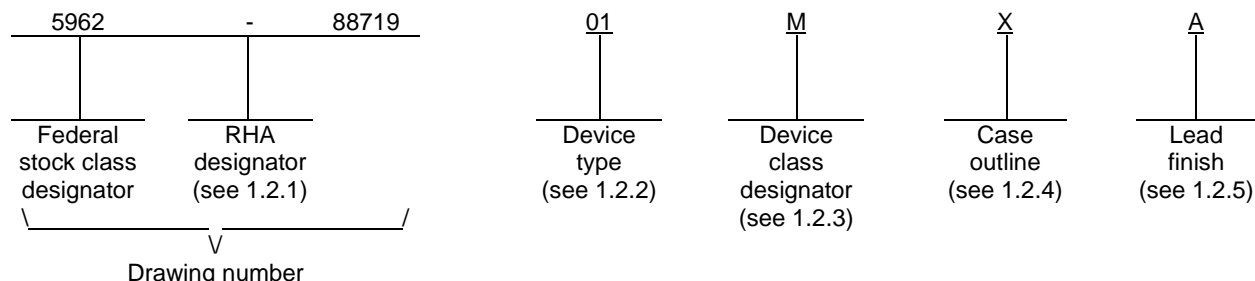 5962 - 88719 01 M X A
Federal stock class designator
RHA designator (see 1.2.1)
Device type (see 1.2.2)
Device class designator (see 1.2.3)
Case outline (see 1.2.4)
Lead finish (see 1.2.5)
\ / \/
Drawing number